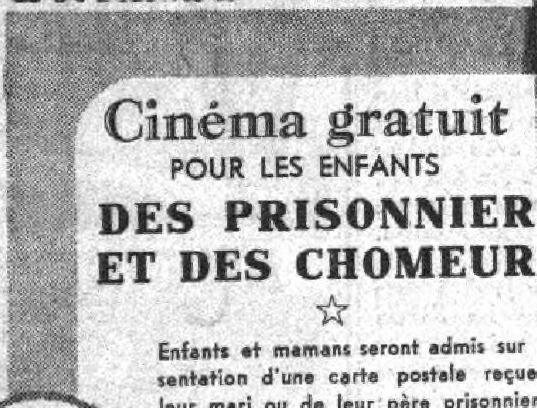 Cinéma gratuit
POUR LES ENFANTS
DES PRISONNIER
ET DES CHOMEUR
Enfants et mamans seront admis sur
sentation d'une carte postale reçue
leur mari ou de leur père prisonnier